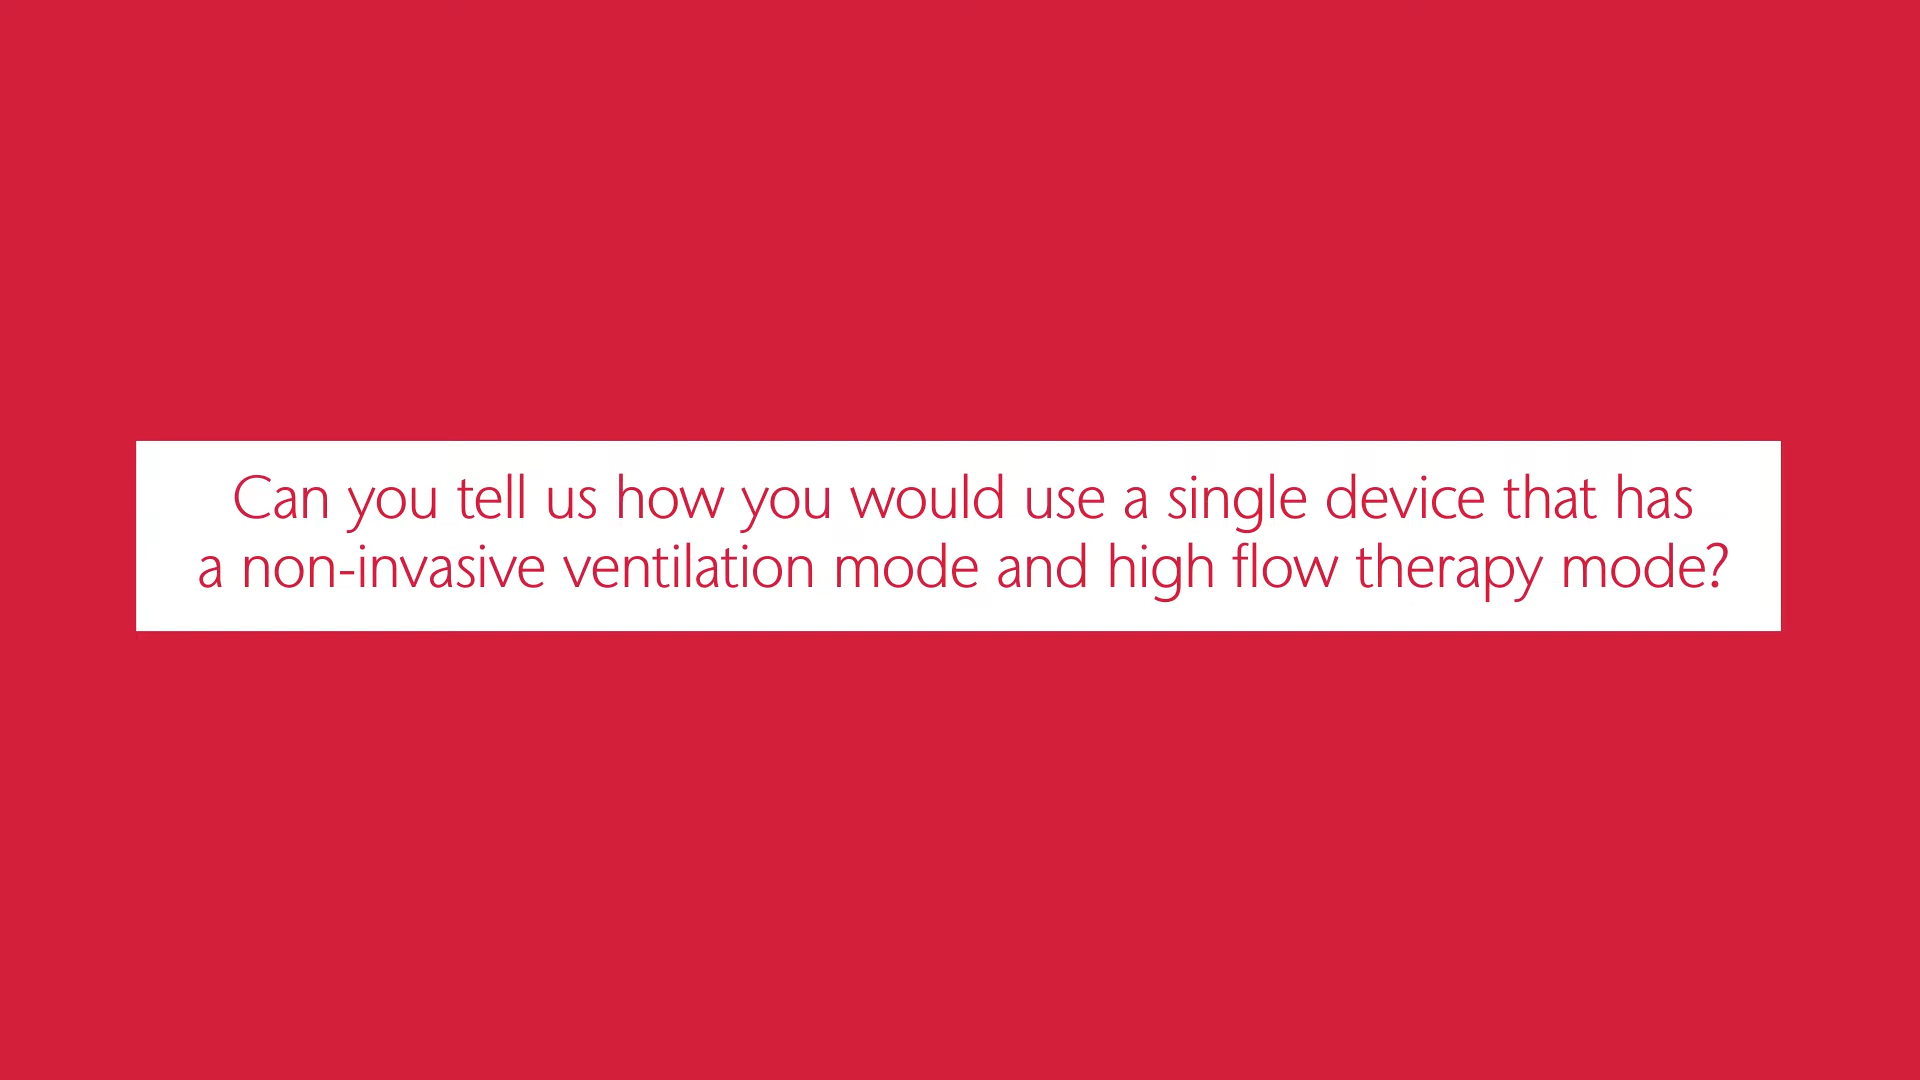 Can you tell us how you would use a single device that has
a non-invasive ventilation mode and high flow therapy mode?